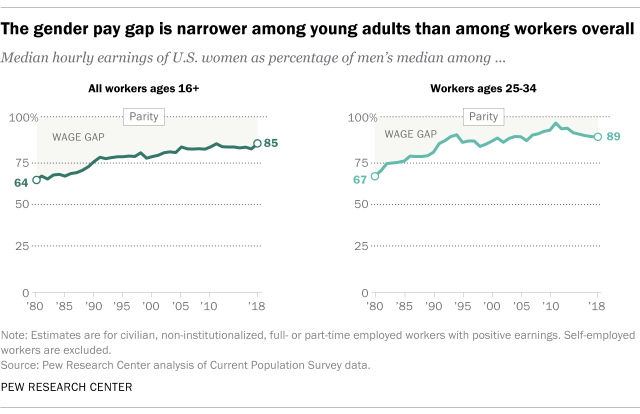 The gender pay gap is narrower among young adults than among workers overall
Median hourly earnings of U.S. women as percentage of men's median among ...
All workers ages 16+
100%
Parity
WAGE GAP
85
75
64
50
25
0
'80 '85 '90 '95 '00 '05 '10 '18
Workers ages 25-34
100%
Parity
WAGE GAP
89
75
67
50
25
0
'80 '85 '90 '95 '00 '05 '10 '18
Note: Estimates are for civilian, non-institutionalized, full- or part-time employed workers with positive earnings. Self-employed
workers are excluded.
Source: Pew Research Center analysis of Current Population Survey data.
PEW RESEARCH CENTER